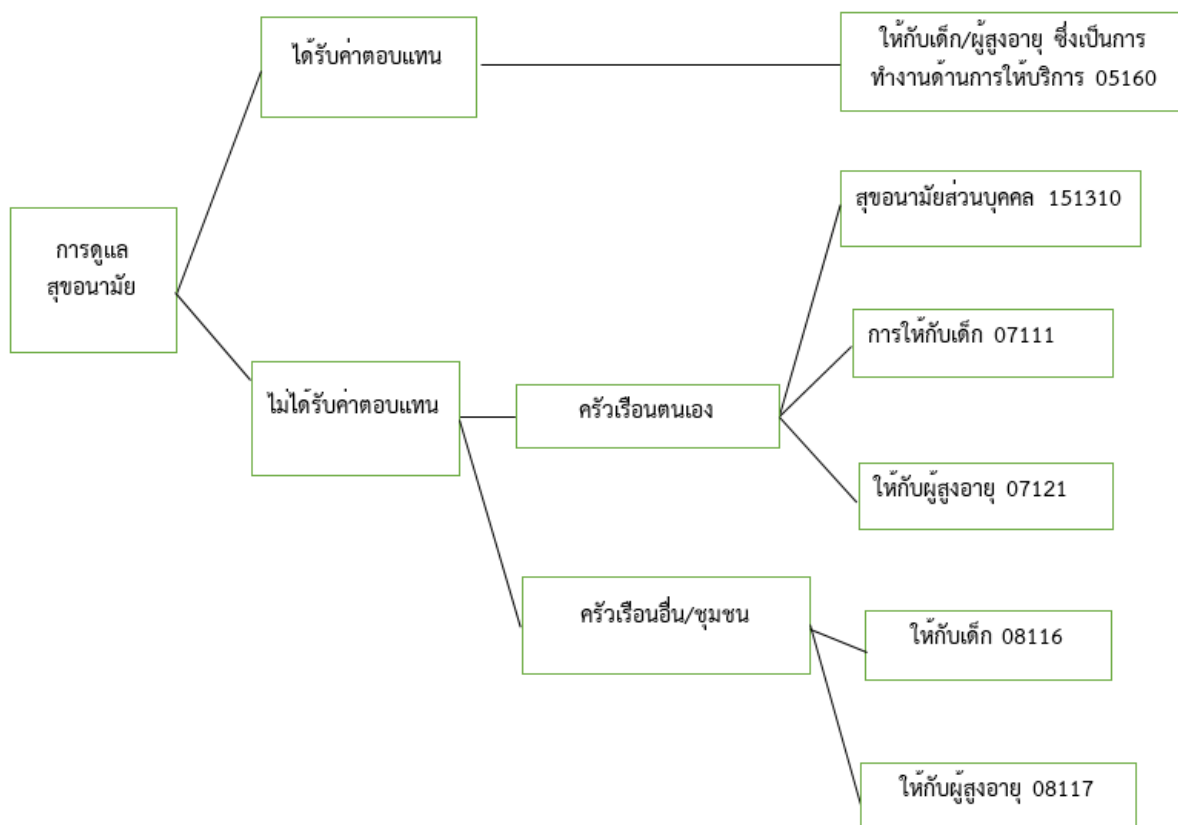 ได้รับค่าตอบแทน
ให้กับเด็ก/ผู้สูงอายุ ซึ่งเป็นการ
ทำงานด้านการให้บริการ 05160
สุขอนามัยส่วนบุคคล 151310
การดูแล
สุขอนามัย
การให้กับเด็ก 07111
ไม่ได้รับค่าตอบแทน
ครัวเรือนตนเอง
ให้กับผู้สูงอายุ 07121
ครัวเรือนอื่น/ชุมชน
ให้กับเด็ก 08116
ให้กับผู้สูงอายุ 08117